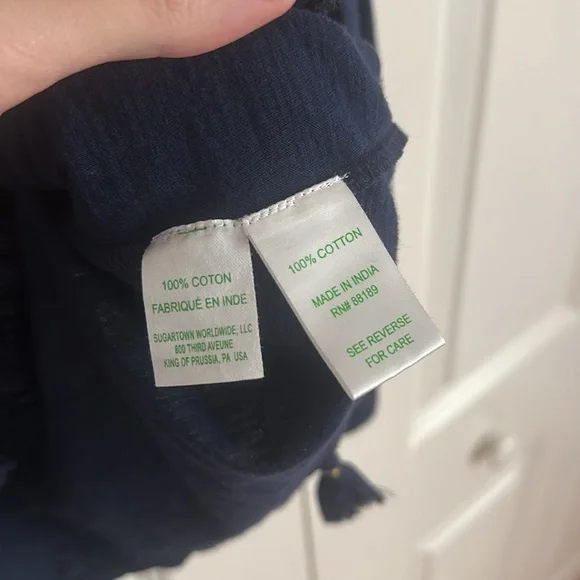 100% COTON
FABRIQUÉ EN INDE
SUGARTOWN WORLDWIDE, LLC
800 THIRD AVEUNE
KING OF PRUSSIA, PA USA
100% COTTON
MADE IN INDIA
RN# 88189
SEE REVERSE
FOR CARE